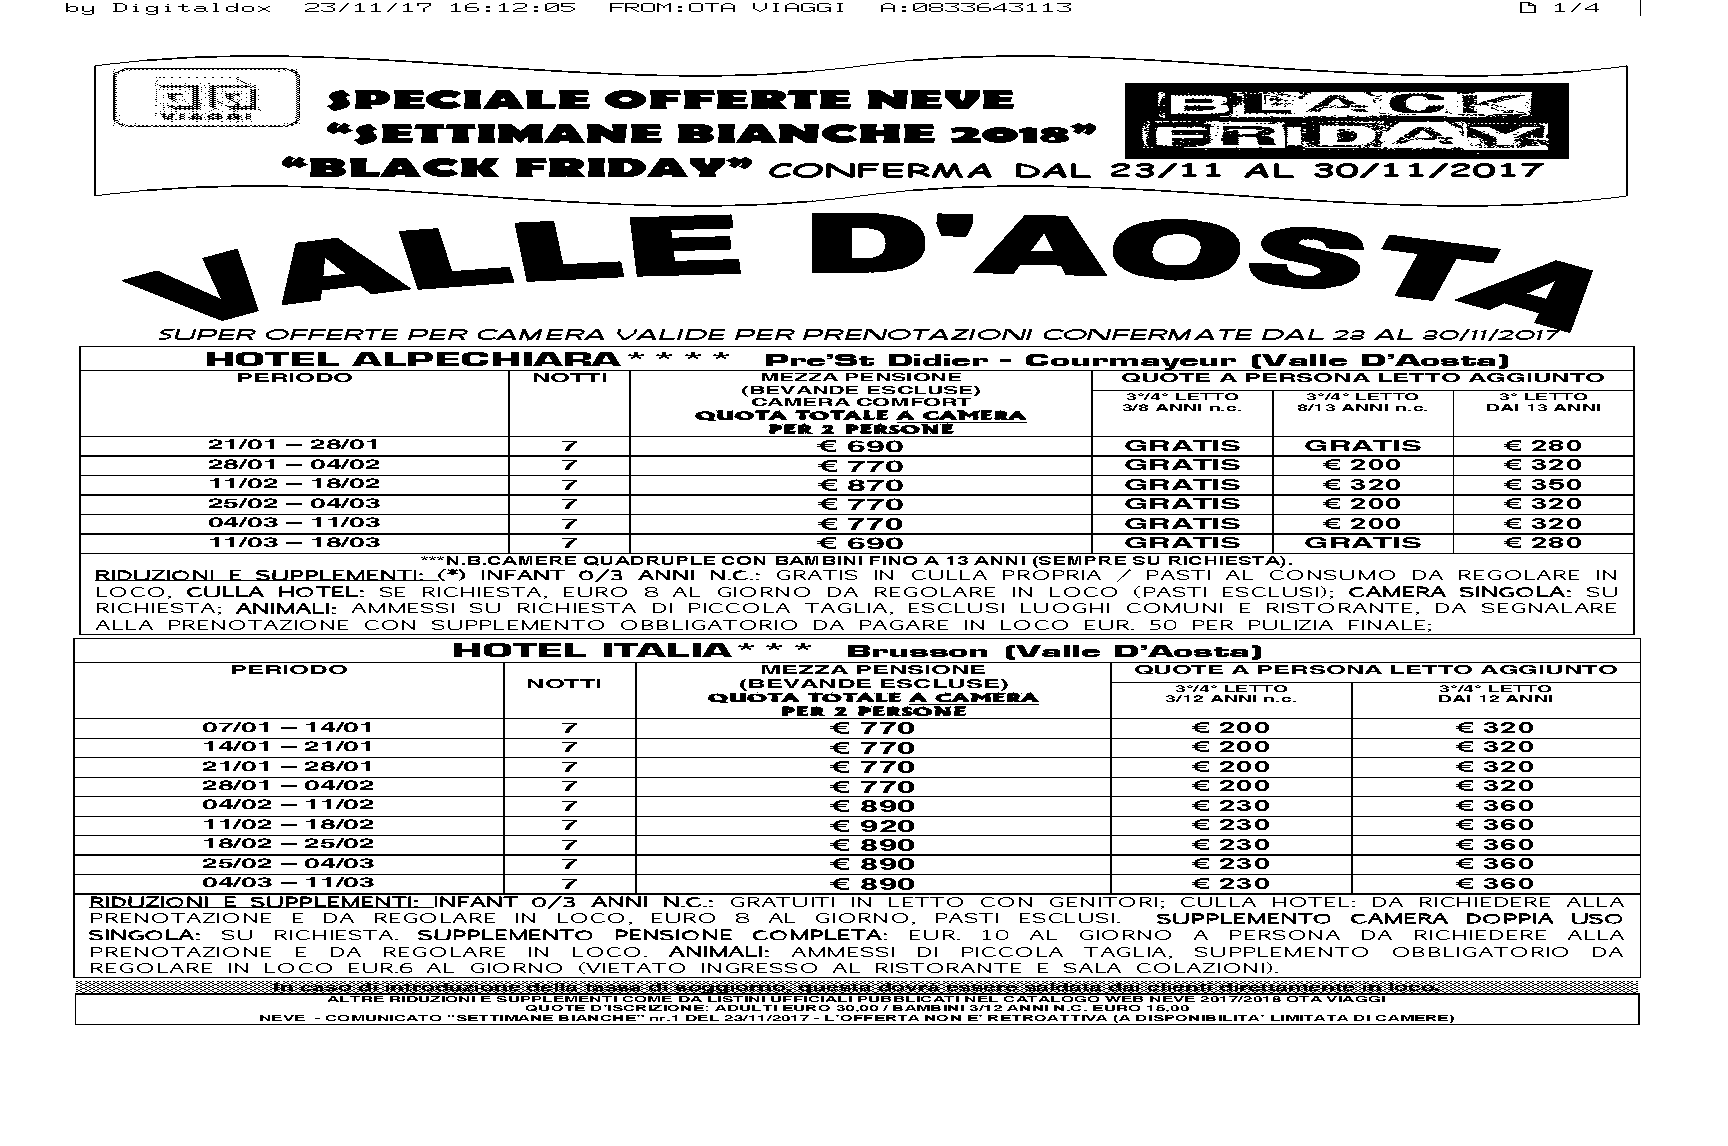 by Digitaldox 23/11/17 16:12:05 FROM:OTA VIAGGI A:0833643113 1/4
VIAGGI
SPECIALE OFFERTE NEVE
"SETTIMANE BIANCHE 2018"
BLACK FRIDAY
"BLACK FRIDAY" CONFERMA DAL 23/11 AL 30/11/2017
VALLE D'AOSTA
SUPER OFFERTE PER CAMERA VALIDE PER PRENOTAZIONI CONFERMATE DAL 23 AL 30/11/2017
HOTEL ALPECHIARA**** Pre'St Didier - Courmayeur (Valle D'Aosta)
PERIODO NOTTI MEZZA PENSIONE QUOTE A PERSONA LETTO AGGIUNTO
(BEVANDE ESCLUSE)
CAMERA COMFORT
QUOTA TOTALE A CAMERA
PER 2 PERSONE
3°/4° LETTO 3°/4° LETTO 3° LETTO
3/8 ANNI n.c. 8/13 ANNI n.c. DAI 13 ANNI
21/01 – 28/01 7 € 690 GRATIS GRATIS € 280
28/01 – 04/02 7 € 770 GRATIS € 200 € 320
11/02 – 18/02 7 € 870 GRATIS € 320 € 350
25/02 – 04/03 7 € 770 GRATIS € 200 € 320
04/03 – 11/03 7 € 770 GRATIS € 200 € 320
11/03 – 18/03 7 € 690 GRATIS GRATIS € 280
***N.B.CAMERE QUADRUPLE CON BAMBINI FINO A 13 ANNI (SEMPRE SU RICHIESTA).
RIDUZIONI E SUPPLEMENTI: (*) INFANT 0/3 ANNI N.C.: GRATIS IN CULLA PROPRIA / PASTI AL CONSUMO DA REGOLARE IN
LOCO, CULLA HOTEL: SE RICHIESTA, EURO 8 AL GIORNO DA REGOLARE IN LOCO (PASTI ESCLUSI); CAMERA SINGOLA: SU
RICHIESTA; ANIMALI: AMMESSI SU RICHIESTA DI PICCOLA TAGLIA, ESCLUSI LUOGHI COMUNI E RISTORANTE, DA SEGNALARE
ALLA PRENOTAZIONE CON SUPPLEMENTO OBBLIGATORIO DA PAGARE IN LOCO EUR. 50 PER PULIZIA FINALE;
HOTEL ITALIA*** Brusson (Valle D'Aosta)
PERIODO NOTTI MEZZA PENSIONE QUOTE A PERSONA LETTO AGGIUNTO
(BEVANDE ESCLUSE)
QUOTA TOTALE A CAMERA
PER 2 PERSONE
3°/4° LETTO 3°/4° LETTO
3/12 ANNI n.c. DAI 12 ANNI
07/01 – 14/01 7 € 770 € 200 € 320
14/01 – 21/01 7 € 770 € 200 € 320
21/01 – 28/01 7 € 770 € 200 € 320
28/01 – 04/02 7 € 770 € 200 € 320
04/02 – 11/02 7 € 890 € 230 € 360
11/02 – 18/02 7 € 920 € 230 € 360
18/02 – 25/02 7 € 890 € 230 € 360
25/02 – 04/03 7 € 890 € 230 € 360
04/03 – 11/03 7 € 890 € 230 € 360
RIDUZIONI E SUPPLEMENTI: INFANT 0/3 ANNI N.C.: GRATUITI IN LETTO CON GENITORI; CULLA HOTEL: DA RICHIEDERE ALLA
PRENOTAZIONE E DA REGOLARE IN LOCO, EURO 8 AL GIORNO, PASTI ESCLUSI. SUPPLEMENTO CAMERA DOPPIA USO
SINGOLA: SU RICHIESTA. SUPPLEMENTO PENSIONE COMPLETA: EUR. 10 AL GIORNO A PERSONA DA RICHIEDERE ALLA
PRENOTAZIONE E DA REGOLARE IN LOCO. ANIMALI: AMMESSI DI PICCOLA TAGLIA, SUPPLEMENTO OBBLIGATORIO DA
REGOLARE IN LOCO EUR.6 AL GIORNO (VIETATO INGRESSO AL RISTORANTE E SALA COLAZIONI).
In caso di introduzione della tassa di soggiorno, questa dovrà essere saldata dai clienti direttamente in loco.
ALTRE RIDUZIONI E SUPPLEMENTI COME DA LISTINI UFFICIALI PUBBLICATI NEL CATALOGO WEB NEVE 2017/2018 OTA VIAGGI
QUOTE D'ISCRIZIONE: ADULTI EURO 30,00 / BAMBINI 3/12 ANNI N.C. EURO 15,00
NEVE - COMUNICATO "SETTIMANE BIANCHE" nr.1 DEL 23/11/2017 - L'OFFERTA NON E' RETROATTIVA (A DISPONIBILITA' LIMITATA DI CAMERE)